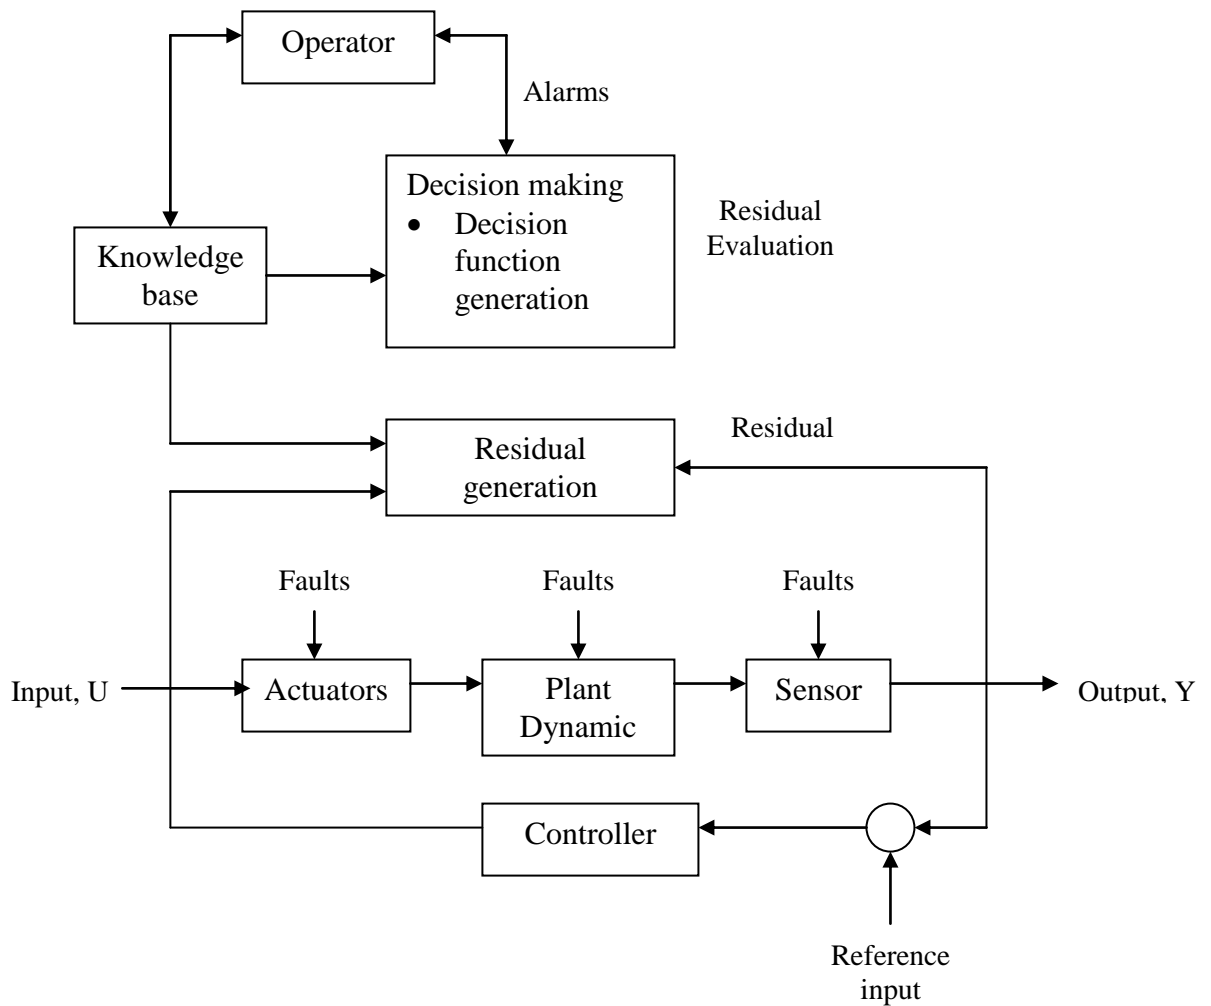 Operator
Alarms
Decision making
• Decision
function
generation
Residual
Evaluation
Knowledge
base
Residual
generation
Residual
Faults
Faults
Faults
Input, U
Actuators
Plant
Dynamic
Sensor
Output, Y
Controller
Reference
input